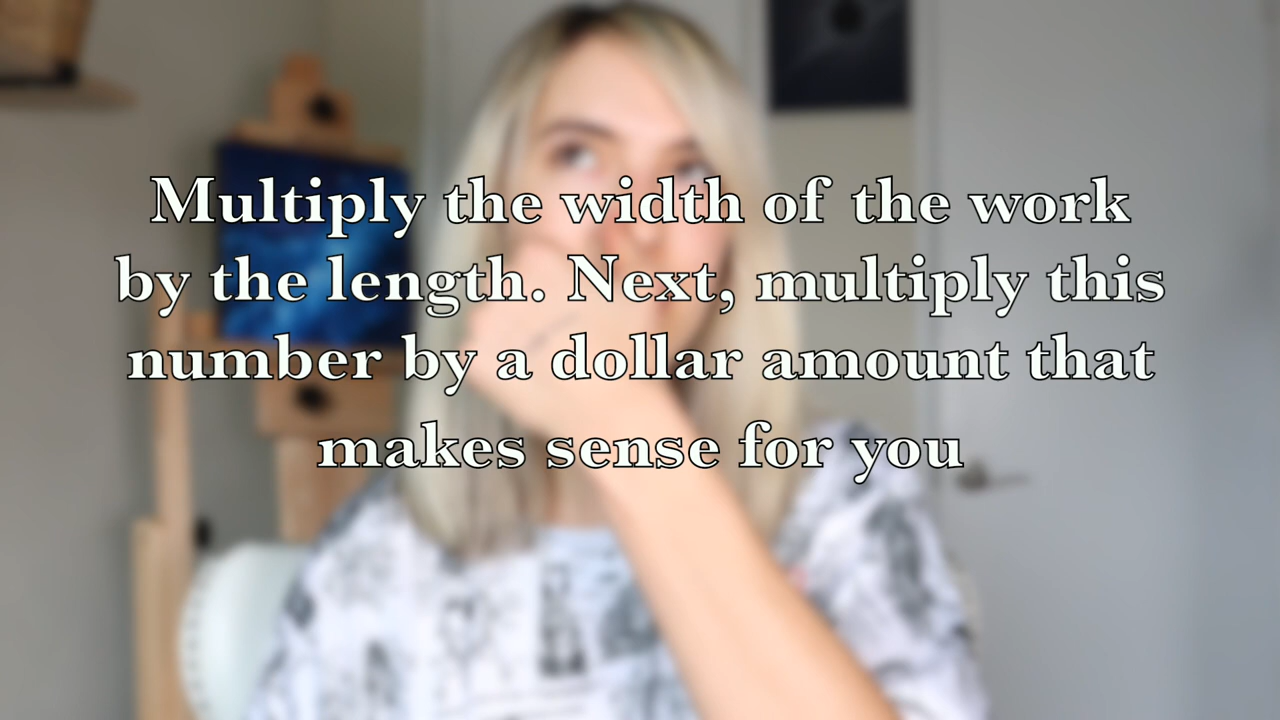 Multiply the width of the work
by the length. Next, multiply this
number by a dollar amount that
makes sense for you